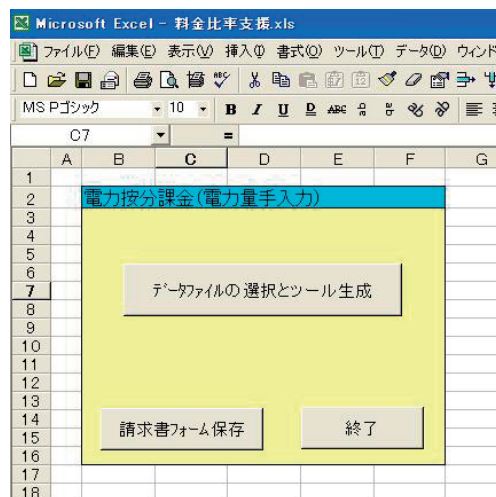 Microsoft Excel - 料金比率支援.xls
ファイル(F) 編集(E) 表示(V) 挿入(I) 書式(O) ツール(T) データ(D) ウィンド
MS Pゴシック 10 B I U D ABC
C7 =
A B C D E F G
1
2 電力按分課金(電力量手入力)
3
4
5
6
7 ﾃﾞｰﾀﾌｧｲﾙの選択とツール生成
8
9
10
11
12
13
14 請求書ﾌｫｰﾑ保存 終了
15
16
17
18